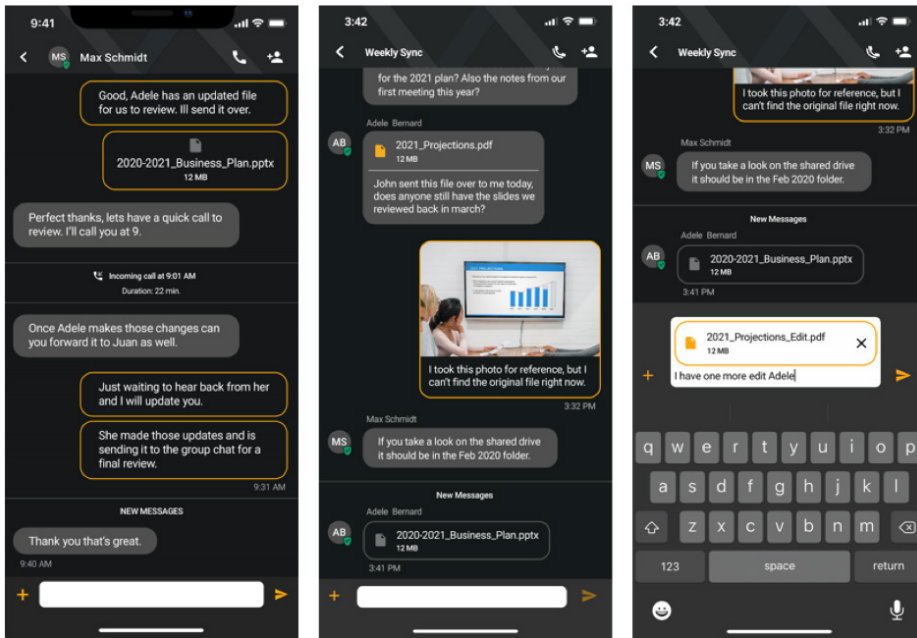 9:41
MS Max Schmidt
Good, Adele has an updated file
for us to review. Ill send it over.
2020-2021_Business_Plan.pptx
12 MB
Perfect thanks, lets have a quick call to
review. I'll call you at 9.
Incoming call at 9:01 AM
Duration: 22 min.
Once Adele makes those changes can
you forward it to Juan as well.
Just waiting to hear back from her
and I will update you.
She made those updates and is
sending it to the group chat for a
final review.
9:31 AM
NEW MESSAGES
Thank you that's great.
9:40 AM
3:42
Weekly Sync
for the 2021 plan? Also the notes from our
first meeting this year?
Adele Bernard
AB
2021_Projections.pdf
12 MB
John sent this file over to me today,
does anyone still have the slides we
reviewed back in march?
2021 PROJECTIONS
I took this photo for reference, but I
can't find the original file right now.
3:32 PM
Max Schmidt
MS
If you take a look on the shared drive
it should be in the Feb 2020 folder.
New Messages
Adele Bernard
AB
2020-2021_Business_Plan.pptx
12 MB
3:41 PM
3:42
Weekly Sync
I took this photo for reference, but I
can't find the original file right now.
3:32 PM
Max Schmidt
MS
If you take a look on the shared drive
it should be in the Feb 2020 folder.
New Messages
Adele Bernard
AB
2020-2021_Business_Plan.pptx
12 MB
3:41 PM
2021_Projections_Edit.pdf
12 MB
I have one more edit Adele
q w e r t y u i o p
a s d f g h j k l
z x c v b n m
123 space return